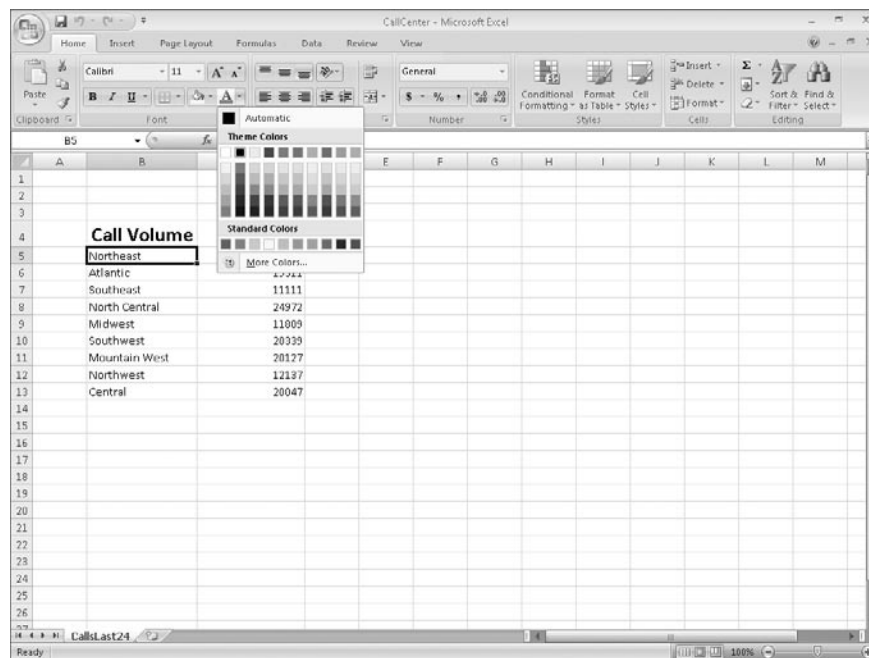 CallCenter - Microsoft Excel
Home Insert Page Layout Formulas Data Review View
Calibri 11 General
Paste
B I U A $ % ,
Conditional Formatting Format as Table Cell Styles
Insert
Delete
Format
Sort & Filter Find & Select
Clipboard Font Number Styles Cells Editing
Automatic
Theme Colors
Standard Colors
More Colors...
B5 fx
A B E F G H I J K L M
1
2
3
4 Call Volume
5 Northeast
6 Atlantic
7 Southeast 11111
8 North Central 24972
9 Midwest 11009
10 Southwest 20339
11 Mountain West 20127
12 Northwest 12137
13 Central 20047
14
15
16
17
18
19
20
21
22
23
24
25
26
27
CallsLast24
Ready 100%